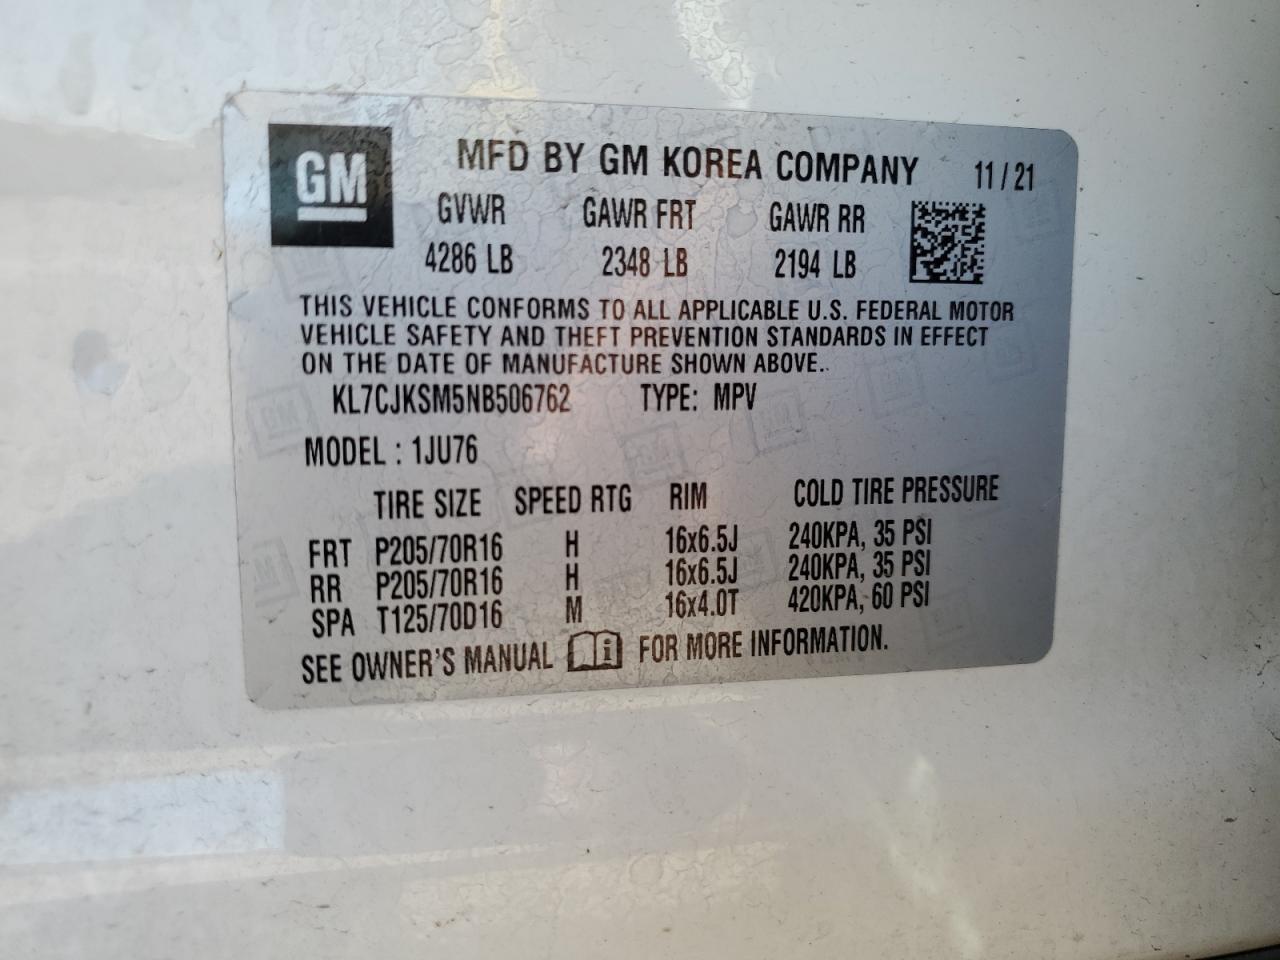 GM
MFD BY GM KOREA COMPANY 11/21
GVWR GAWR FRT GAWR RR
4286 LB 2348 LB 2194 LB
THIS VEHICLE CONFORMS TO ALL APPLICABLE U.S. FEDERAL MOTOR
VEHICLE SAFETY AND THEFT PREVENTION STANDARDS IN EFFECT
ON THE DATE OF MANUFACTURE SHOWN ABOVE.
KL7CJKSM5NB506762 TYPE: MPV
MODEL : 1JU76
TIRE SIZE SPEED RTG RIM COLD TIRE PRESSURE
FRT P205/70R16 H 16x6.5J 240KPA, 35 PSI
RR P205/70R16 H 16x6.5J 240KPA, 35 PSI
SPA T125/70D16 M 16x4.0T 420KPA, 60 PSI
SEE OWNER'S MANUAL FOR MORE INFORMATION.